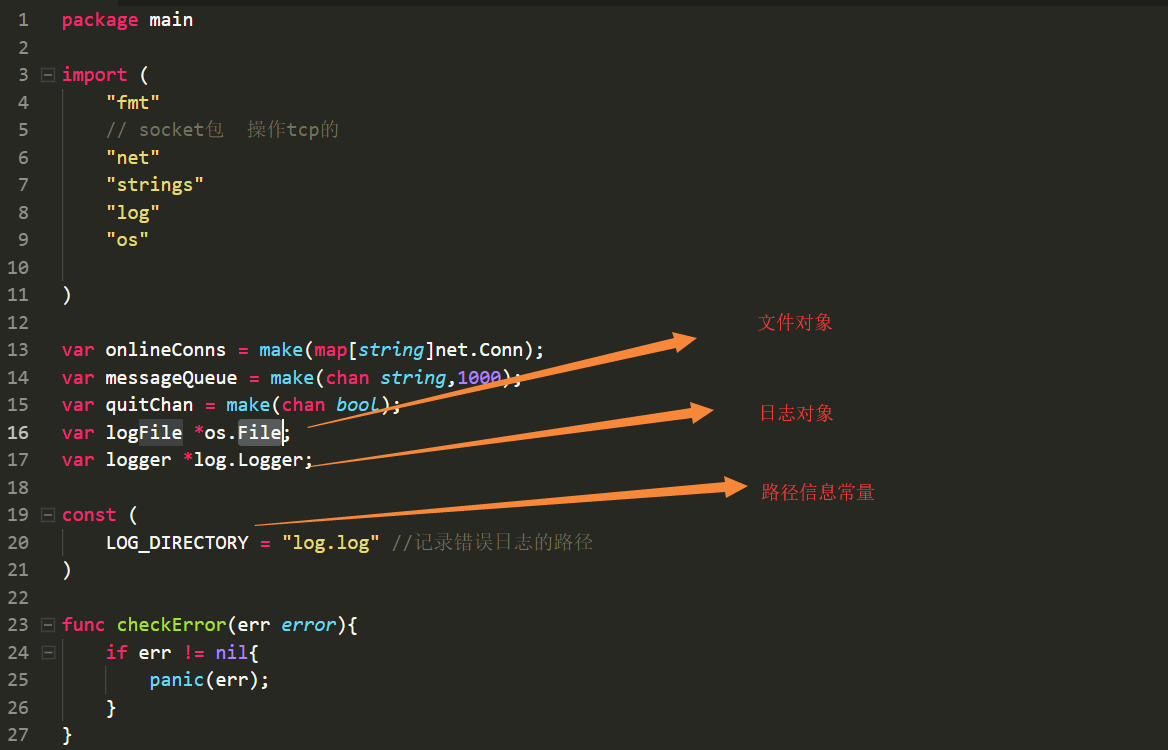 1 package main
2
3 import (
4 "fmt"
5 // socket包 操作tcp的
6 "net"
7 "strings"
8 "log"
9 "os"
10
11 )
12
文件对象
13 var onlineConns = make(map[string]net.Conn);
14 var messageQueue = make(chan string,1000);
15 var quitChan = make(chan bool);
日志对象
16 var logFile *os.File;
17 var logger *log.Logger;
18
路径信息常量
19 const (
20 LOG_DIRECTORY = "log.log" //记录错误日志的路径
21 )
22
23 func checkError(err error){
24 if err != nil{
25 panic(err);
26 }
27 }